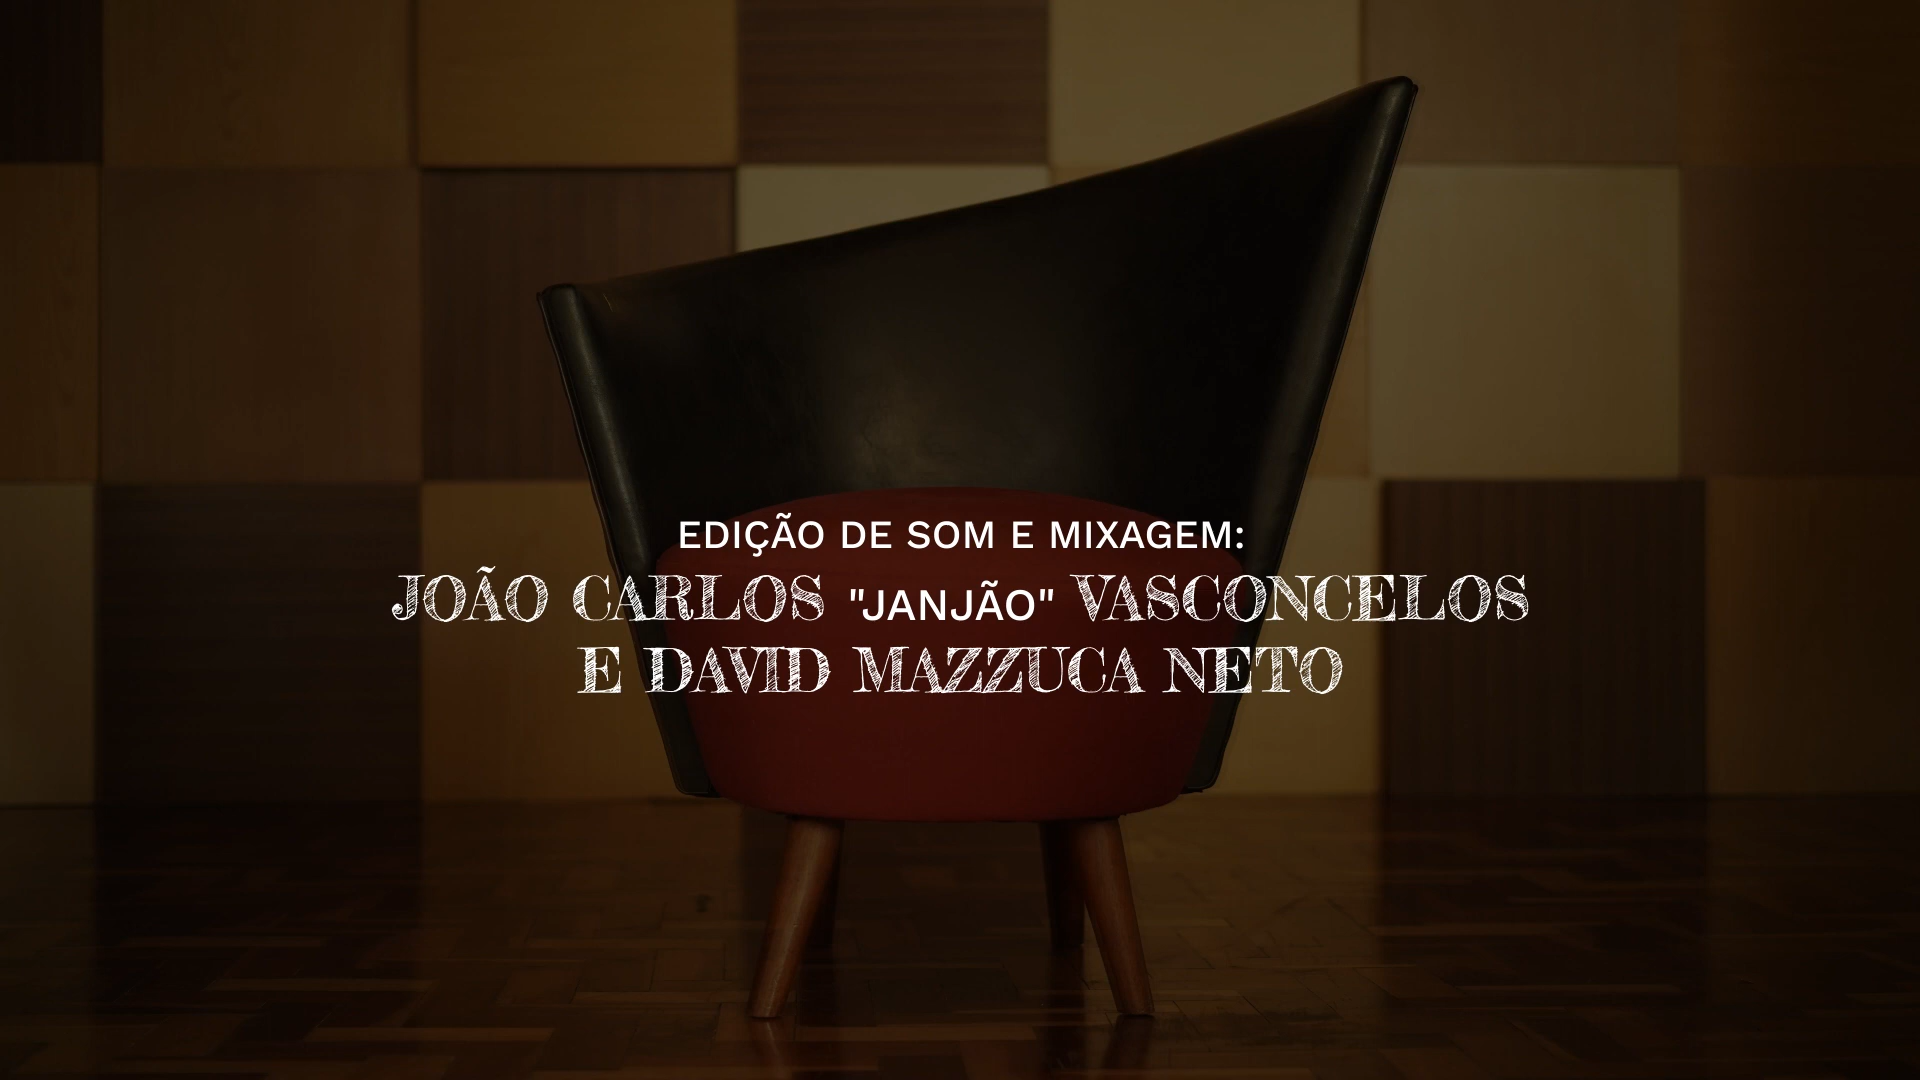 EDIÇÃO DE SOM E MIXAGEM:
JOÃO CARLOS "JANJÃO" VASCONCELOS
E DAVID MAZZUCA NETO